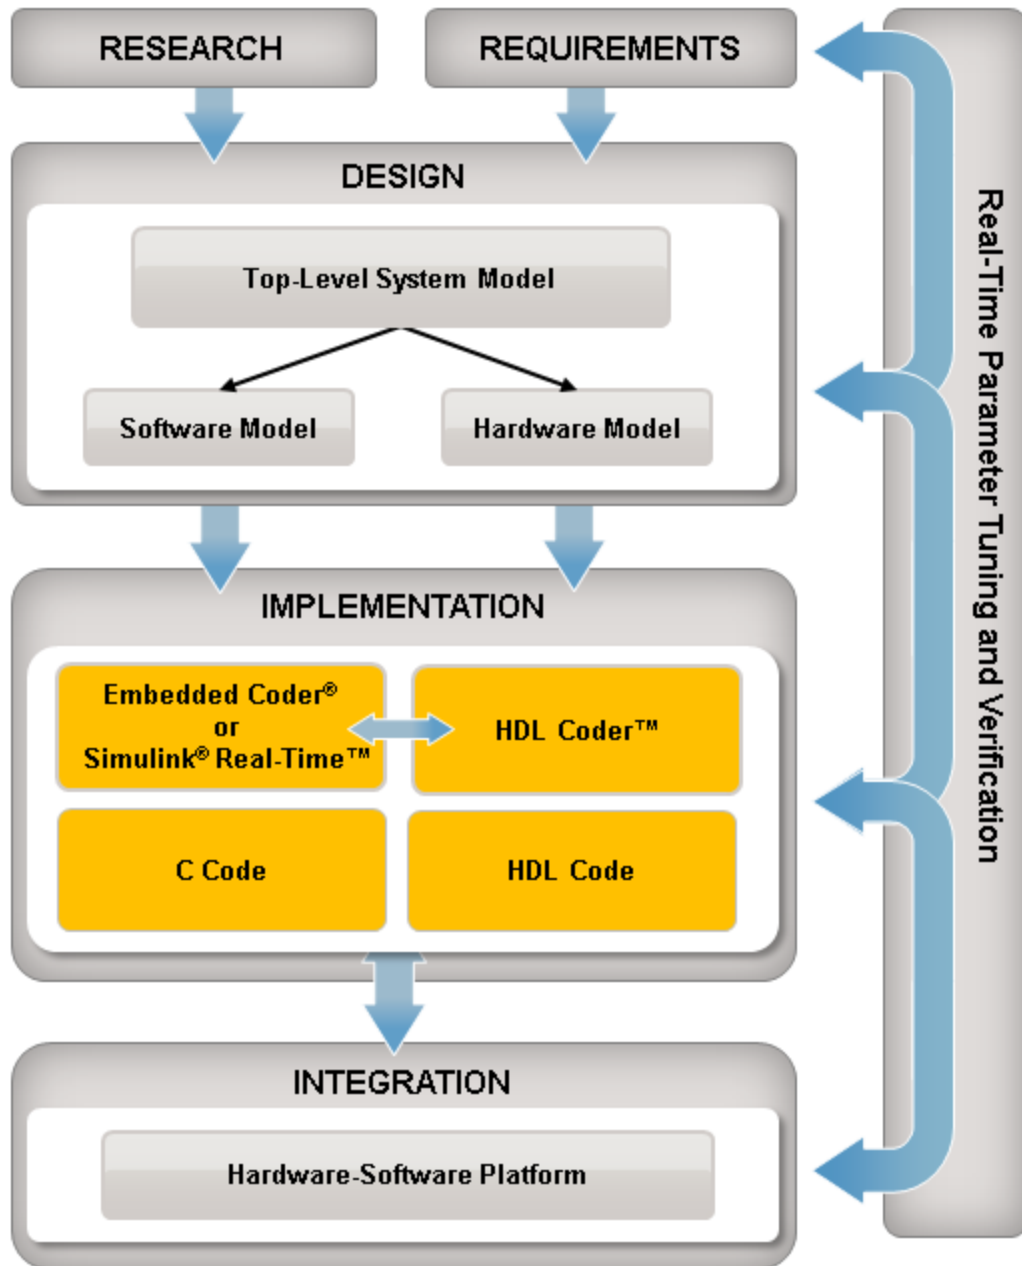 RESEARCH
REQUIREMENTS
DESIGN
Top-Level System Model
Software Model
Hardware Model
IMPLEMENTATION
Embedded Coder®
or
Simulink® Real-Time™
HDL Coder™
C Code
HDL Code
INTEGRATION
Hardware-Software Platform
Real-Time Parameter Tuning and Verification